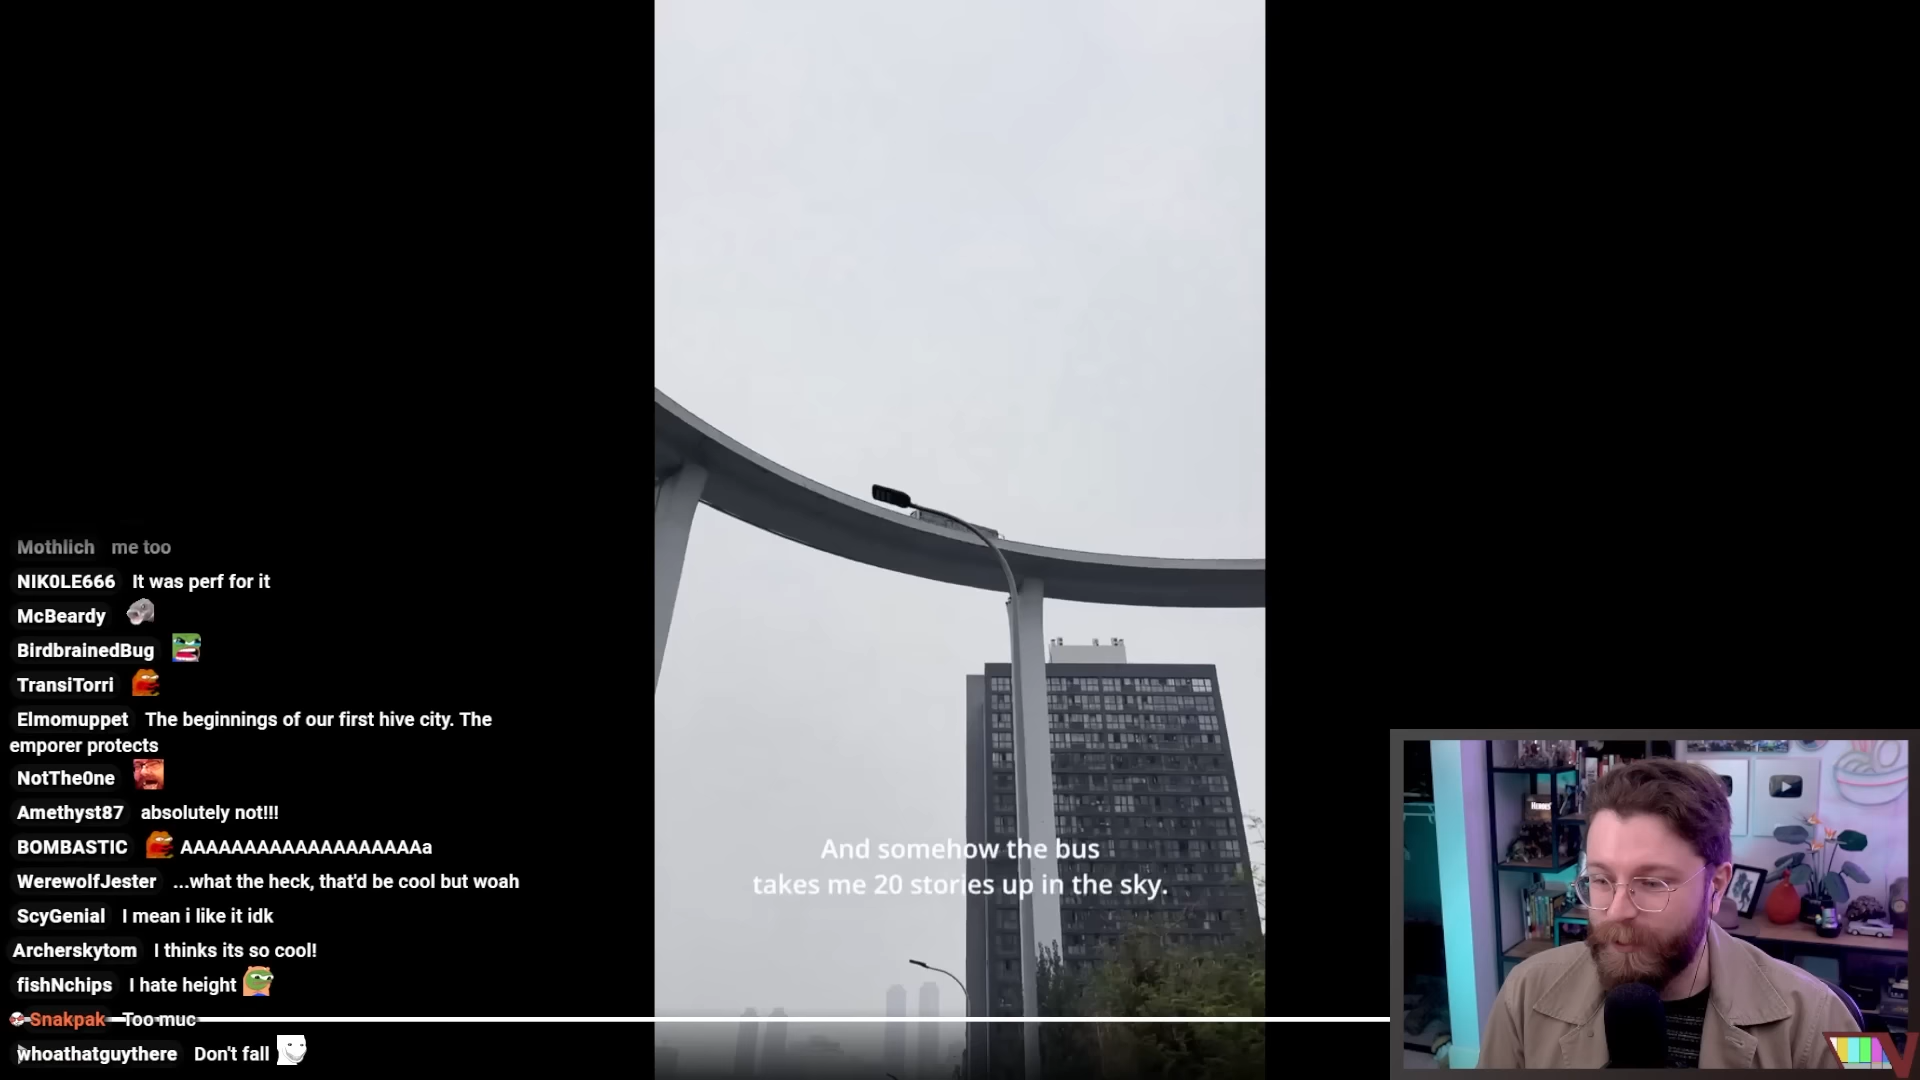 Mothlich me too
NIK0LE666 It was perf for it
McBeardy
BirdbrainedBug
TransiTorri
Elmomuppet The beginnings of our first hive city. The
emporer protects
NotThe0ne
Amethyst87 absolutely not!!!
BOMBASTIC AAAAAAAAAAAAAAAAAAAa
WerewolfJester ...what the heck, that'd be cool but woah
ScyGenial I mean i like it idk
Archerskytom I thinks its so cool!
fishNchips I hate height
Snakpak Too muc
whoathatguythere Don't fall
And somehow the bus
takes me 20 stories up in the sky.
HEROES